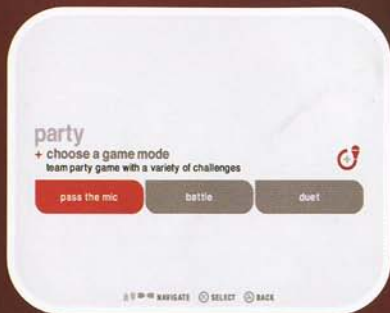 party
+ choose a game mode
team party game with a variety of challenges
pass the mic battle duet
NAVIGATE SELECT BACK